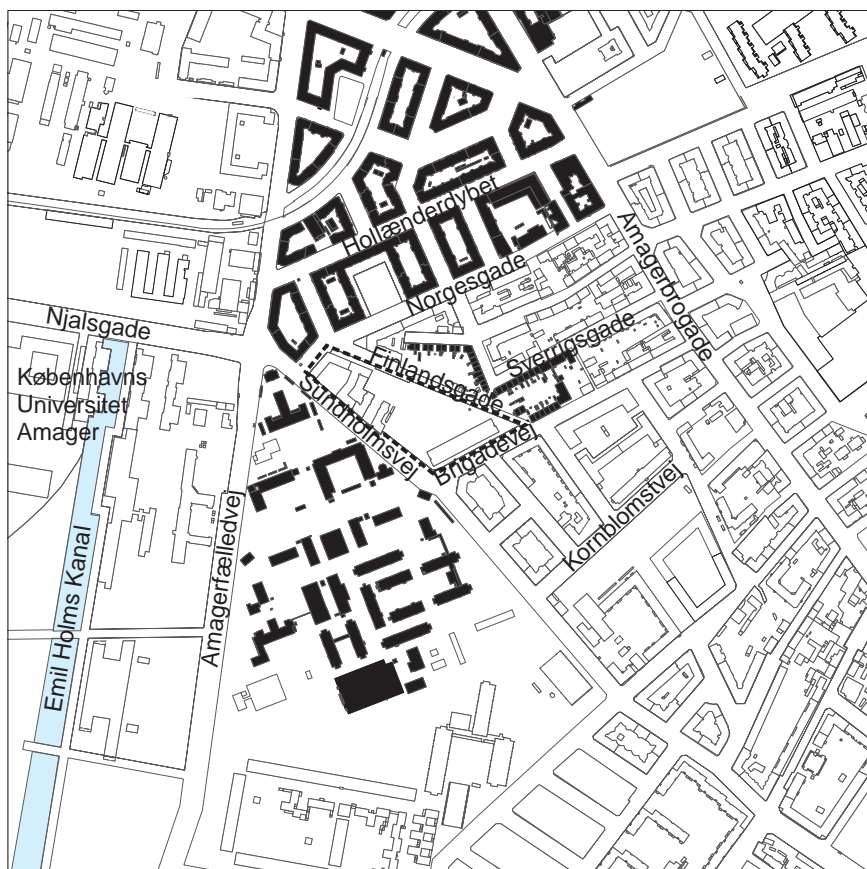 Hollænderdybet
Amagerbrogade
Norgesgade
Njalsgade
Sverrigsgade
Finlandsgade
Københavns
Universitet
Amager
Sundholmsvej
Brigadevej
Kornblomstvej
Amagerfælledvej
Emil Holms Kanal